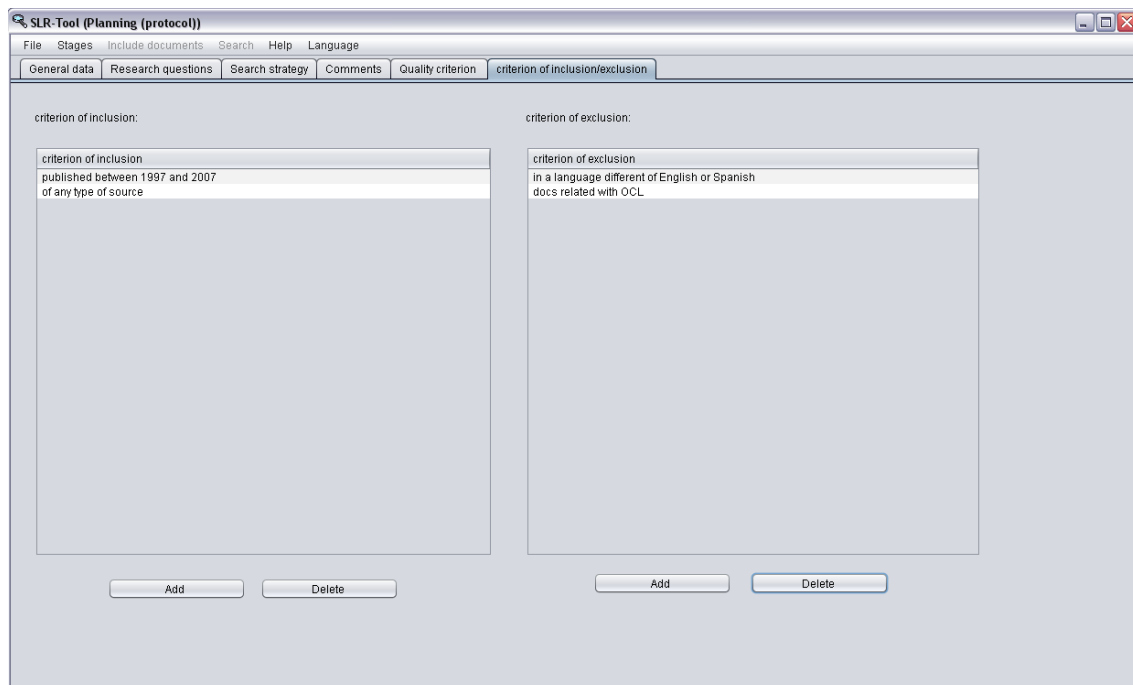 SLR-Tool (Planning (protocol))
File Stages Include documents Search Help Language
General data Research questions Search strategy Comments Quality criterion criterion of inclusion/exclusion
criterion of inclusion:
criterion of inclusion
published between 1997 and 2007
of any type of source
Add Delete
criterion of exclusion:
criterion of exclusion
in a language different of English or Spanish
docs related with OCL
Add Delete